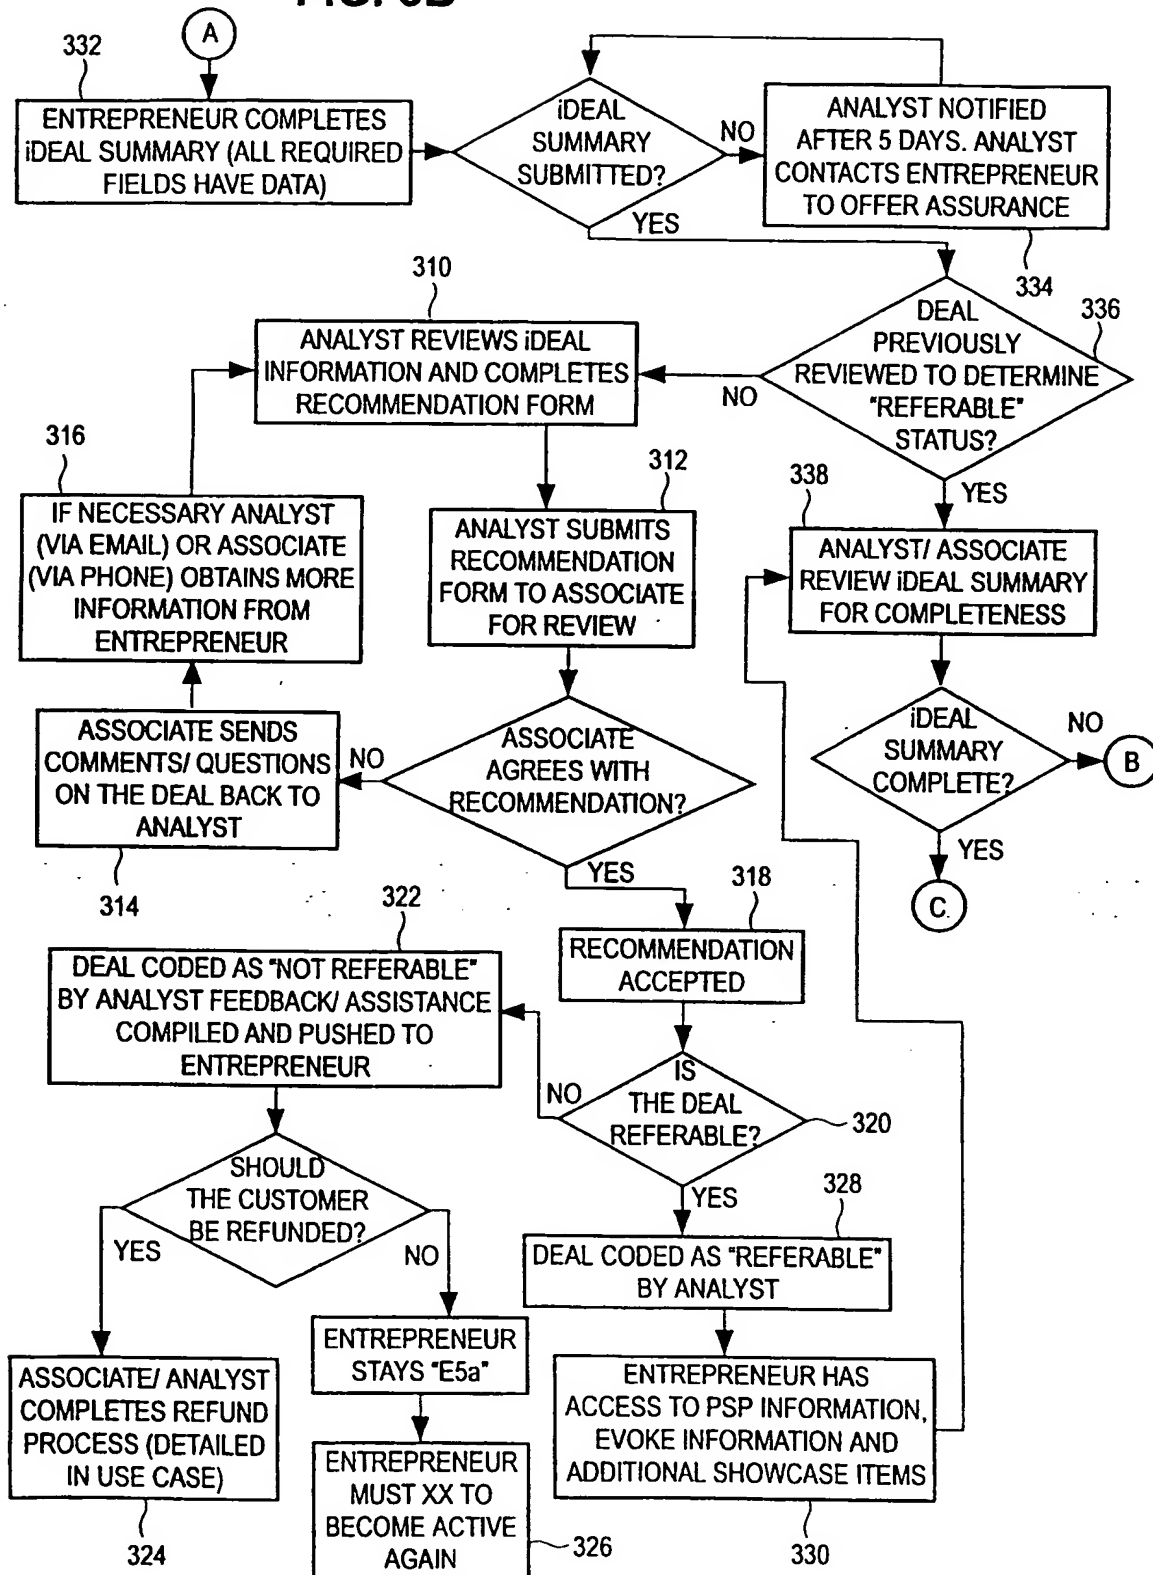 A
332
ENTREPRENEUR COMPLETES
iDEAL SUMMARY (ALL REQUIRED
FIELDS HAVE DATA)
iDEAL
SUMMARY
SUBMITTED?
NO
YES
ANALYST NOTIFIED
AFTER 5 DAYS. ANALYST
CONTACTS ENTREPRENEUR
TO OFFER ASSURANCE
334
DEAL
PREVIOUSLY
REVIEWED TO DETERMINE
"REFERABLE"
STATUS?
336
NO
YES
310
ANALYST REVIEWS iDEAL
INFORMATION AND COMPLETES
RECOMMENDATION FORM
316
IF NECESSARY ANALYST
(VIA EMAIL) OR ASSOCIATE
(VIA PHONE) OBTAINS MORE
INFORMATION FROM
ENTREPRENEUR
312
ANALYST SUBMITS
RECOMMENDATION
FORM TO ASSOCIATE
FOR REVIEW
338
ANALYST/ ASSOCIATE
REVIEW iDEAL SUMMARY
FOR COMPLETENESS
ASSOCIATE SENDS
COMMENTS/ QUESTIONS
ON THE DEAL BACK TO
ANALYST
314
NO
ASSOCIATE
AGREES WITH
RECOMMENDATION?
YES
iDEAL
SUMMARY
COMPLETE?
NO
B
YES
C
318
RECOMMENDATION
ACCEPTED
322
DEAL CODED AS "NOT REFERABLE"
BY ANALYST FEEDBACK/ ASSISTANCE
COMPILED AND PUSHED TO
ENTREPRENEUR
NO
IS
THE DEAL
REFERABLE?
320
YES
SHOULD
THE CUSTOMER
BE REFUNDED?
YES
NO
328
DEAL CODED AS "REFERABLE"
BY ANALYST
ASSOCIATE/ ANALYST
COMPLETES REFUND
PROCESS (DETAILED
IN USE CASE)
324
ENTREPRENEUR
STAYS "E5a"
ENTREPRENEUR
MUST XX TO
BECOME ACTIVE
AGAIN
326
ENTREPRENEUR HAS
ACCESS TO PSP INFORMATION,
EVOKE INFORMATION AND
ADDITIONAL SHOWCASE ITEMS
330